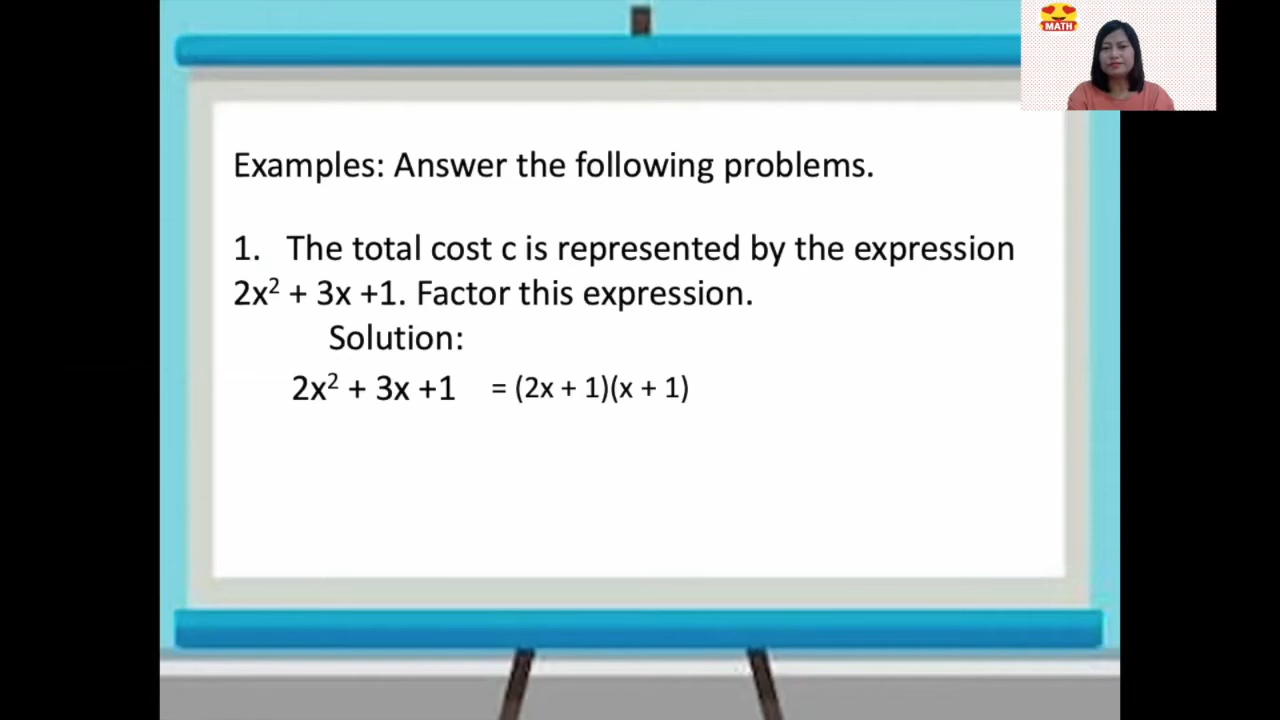 MATH
Examples: Answer the following problems.
1. The total cost c is represented by the expression
2x² + 3x +1. Factor this expression.
Solution:
2x² + 3x +1 = (2x + 1)(x + 1)